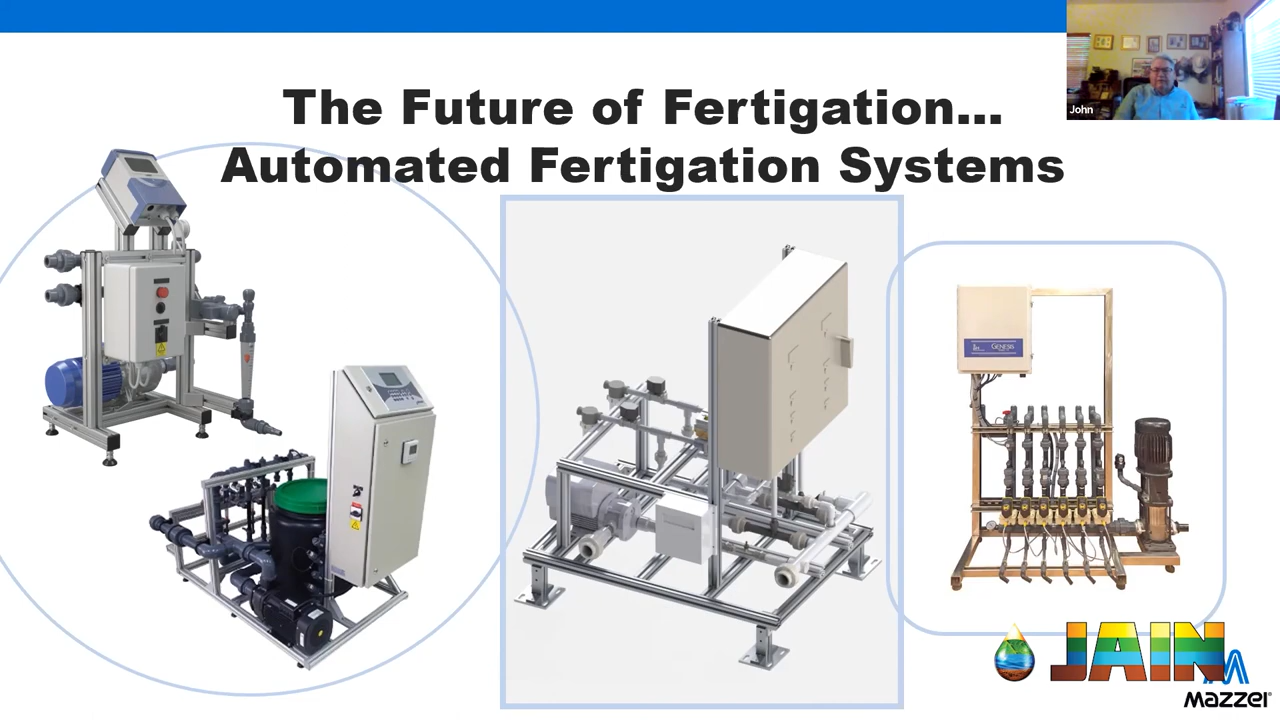 The Future of Fertigation...
Automated Fertigation Systems
John
GENESIS
JAIN
Mazzei